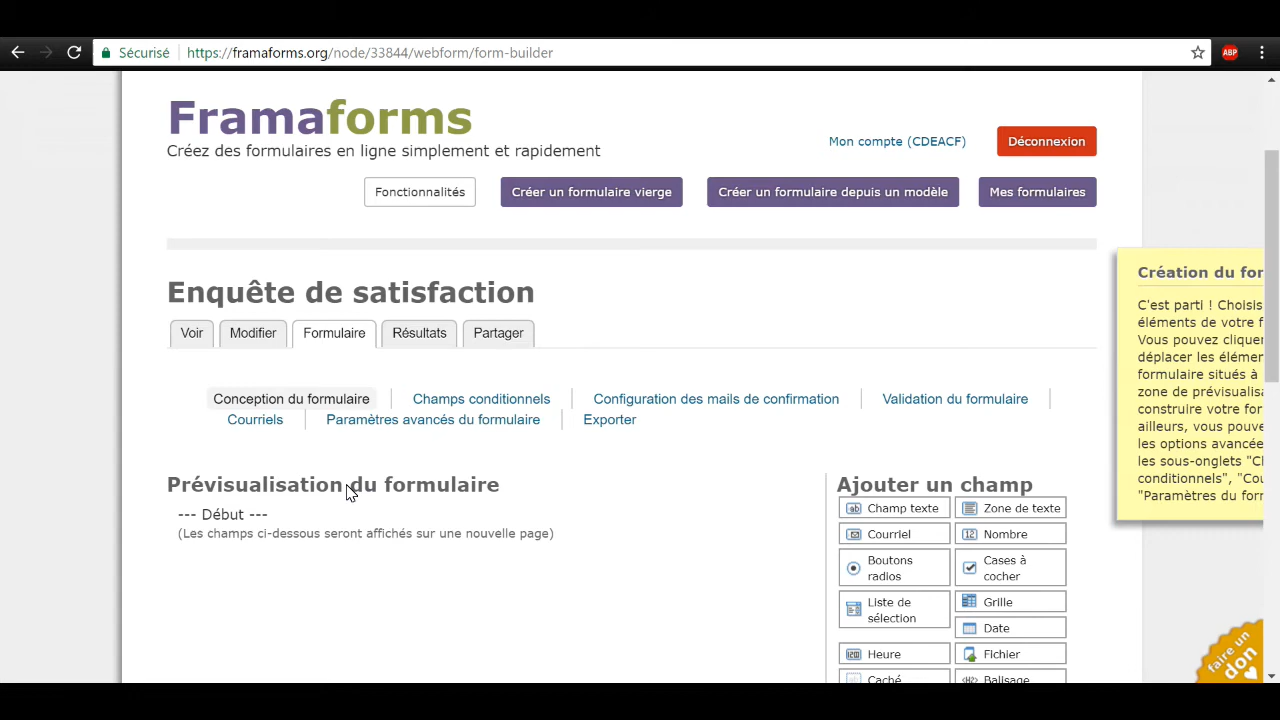 Sécurisé https://framaforms.org/node/33844/webform/form-builder ABP
Framaforms
Créez des formulaires en ligne simplement et rapidement
Mon compte (CDEACF) Déconnexion
Fonctionnalités Créer un formulaire vierge Créer un formulaire depuis un modèle Mes formulaires
Enquête de satisfaction
Voir Modifier Formulaire Résultats Partager
Conception du formulaire Champs conditionnels Configuration des mails de confirmation Validation du formulaire
Courriels Paramètres avancés du formulaire Exporter
Prévisualisation du formulaire
--- Début ---
(Les champs ci-dessous seront affichés sur une nouvelle page)
Ajouter un champ
Champ texte Zone de texte
Courriel Nombre
Boutons
radios
Cases à
cocher
Liste de
sélection
Grille
Date
Heure Fichier
Caché Balisage
Création du for
C'est parti ! Choisis
éléments de votre f
Vous pouvez cliquer
déplacer les élémen
formulaire situés à
zone de prévisualisa
construire votre for
ailleurs, vous pouve
les options avancée
les sous-onglets "Cl
conditionnels", "Cou
"Paramètres du forn
faire un
don